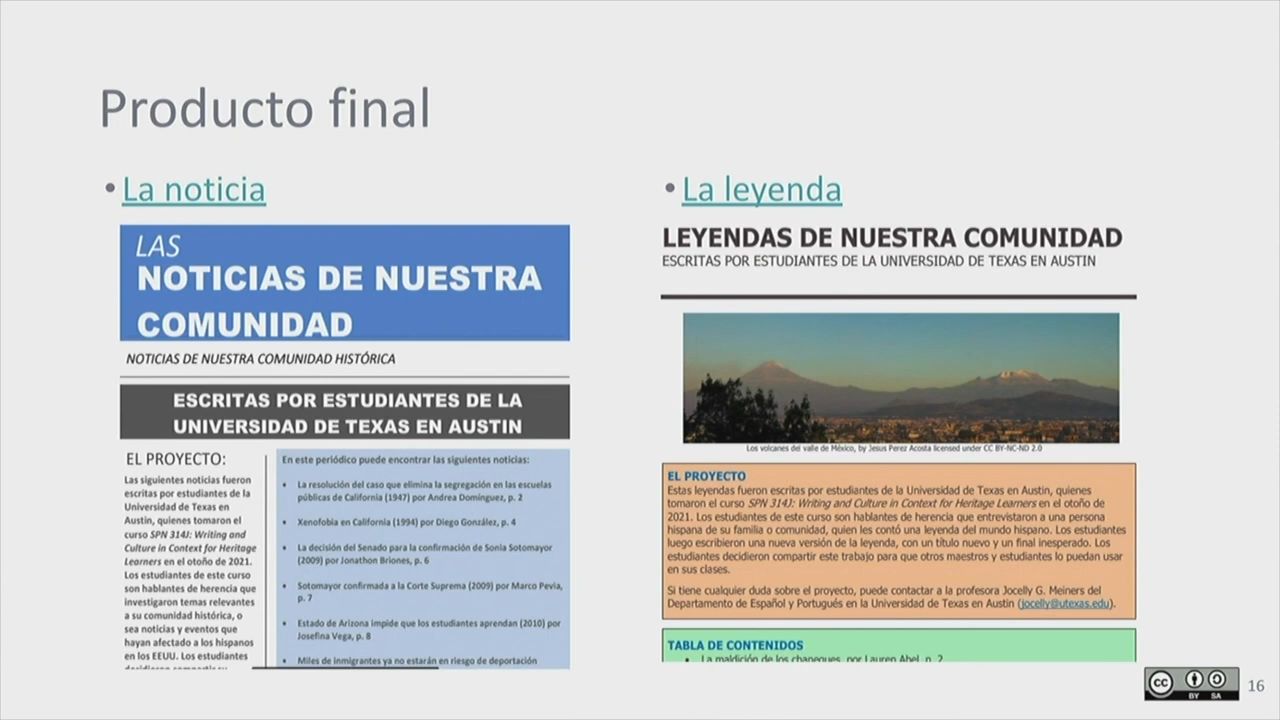 Producto final
• La noticia
LAS
NOTICIAS DE NUESTRA
COMUNIDAD
NOTICIAS DE NUESTRA COMUNIDAD HISTÓRICA
ESCRITAS POR ESTUDIANTES DE LA
UNIVERSIDAD DE TEXAS EN AUSTIN
EL PROYECTO:
Las siguientes noticias fueron
escritas por estudiantes de la
Universidad de Texas en
Austin, quienes tomaron el
curso SPN 314J: Writing and
Culture in Context for Heritage
Learners en el otoño de 2021.
Los estudiantes de este curso
son hablantes de herencia que
investigaron temas relevantes
a su comunidad histórica, o
sea noticias y eventos que
hayan afectado a los hispanos
en los EEUU. Los estudiantes
decidieron compartir su
En este periódico puede encontrar las siguientes noticias:
• La resolución del caso que elimina la segregación en las escuelas
públicas de California (1947) por Andrea Domínguez, p. 2
• Xenofobia en California (1994) por Diego González, p. 4
• La decisión del Senado para la confirmación de Sonia Sotomayor
(2009) por Jonathon Briones, p. 6
• Sotomayor confirmada a la Corte Suprema (2009) por Marco Pevia,
p. 7
• Estado de Arizona impide que los estudiantes aprendan (2010) por
Josefina Vega, p. 8
• Miles de inmigrantes ya no estarán en riesgo de deportación
• La leyenda
LEYENDAS DE NUESTRA COMUNIDAD
ESCRITAS POR ESTUDIANTES DE LA UNIVERSIDAD DE TEXAS EN AUSTIN
Los volcanes del valle de México, by Jesus Perez Acosta licensed under CC BY-NC-ND 2.0
EL PROYECTO
Estas leyendas fueron escritas por estudiantes de la Universidad de Texas en Austin, quienes
tomaron el curso SPN 314J: Writing and Culture in Context for Heritage Learners en el otoño de
2021. Los estudiantes de este curso son hablantes de herencia que entrevistaron a una persona
hispana de su familia o comunidad, quien les contó una leyenda del mundo hispano. Los estudiantes
luego escribieron una nueva versión de la leyenda, con un título nuevo y un final inesperado. Los
estudiantes decidieron compartir este trabajo para que otros maestros y estudiantes lo puedan usar
en sus clases.
Si tiene cualquier duda sobre el proyecto, puede contactar a la profesora Jocelly G. Meiners del
Departamento de Español y Portugués en la Universidad de Texas en Austin (jocelly@utexas.edu).
TABLA DE CONTENIDOS
• La maldición de los chaneques, por Lauren Abel, p. 2
cc BY SA
16